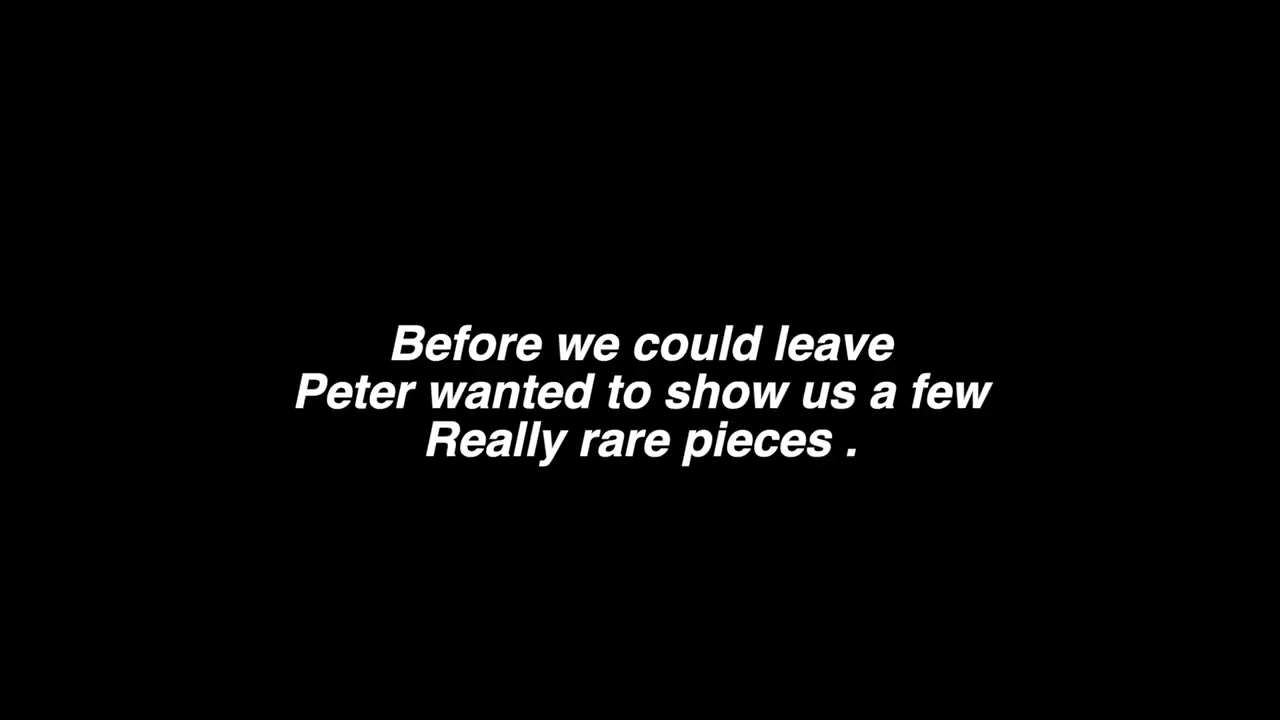 Before we could leave
Peter wanted to show us a few
Really rare pieces .